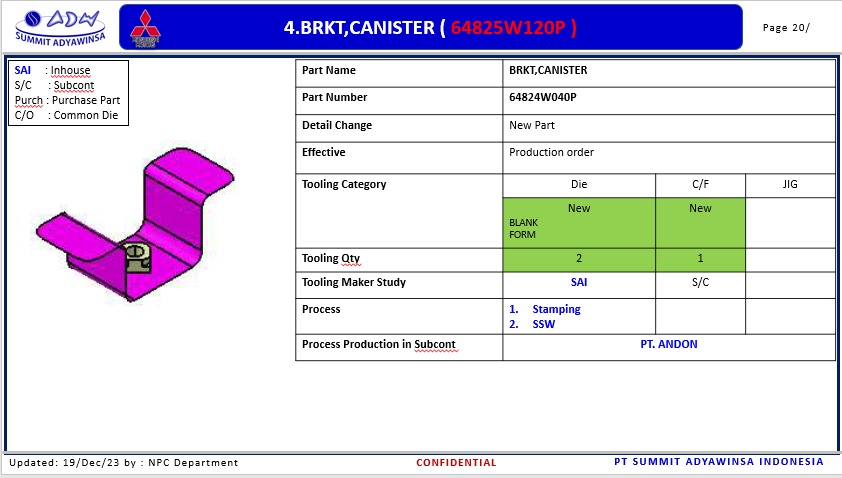 ADW
SUMMIT ADYAWINSA
4.BRKT,CANISTER ( 64825W120P )
Page 20/
SAI : Inhouse
S/C : Subcont
Purch : Purchase Part
C/O : Common Die
Part Name BRKT,CANISTER
Part Number 64824W040P
Detail Change New Part
Effective Production order
Tooling Category Die C/F JIG
New New
BLANK
FORM
Tooling Qty 2 1
Tooling Maker Study SAI S/C
Process 1. Stamping
2. SSW
Process Production in Subcont PT. ANDON
Updated: 19/Dec/23 by : NPC Department CONFIDENTIAL PT SUMMIT ADYAWINSA INDONESIA